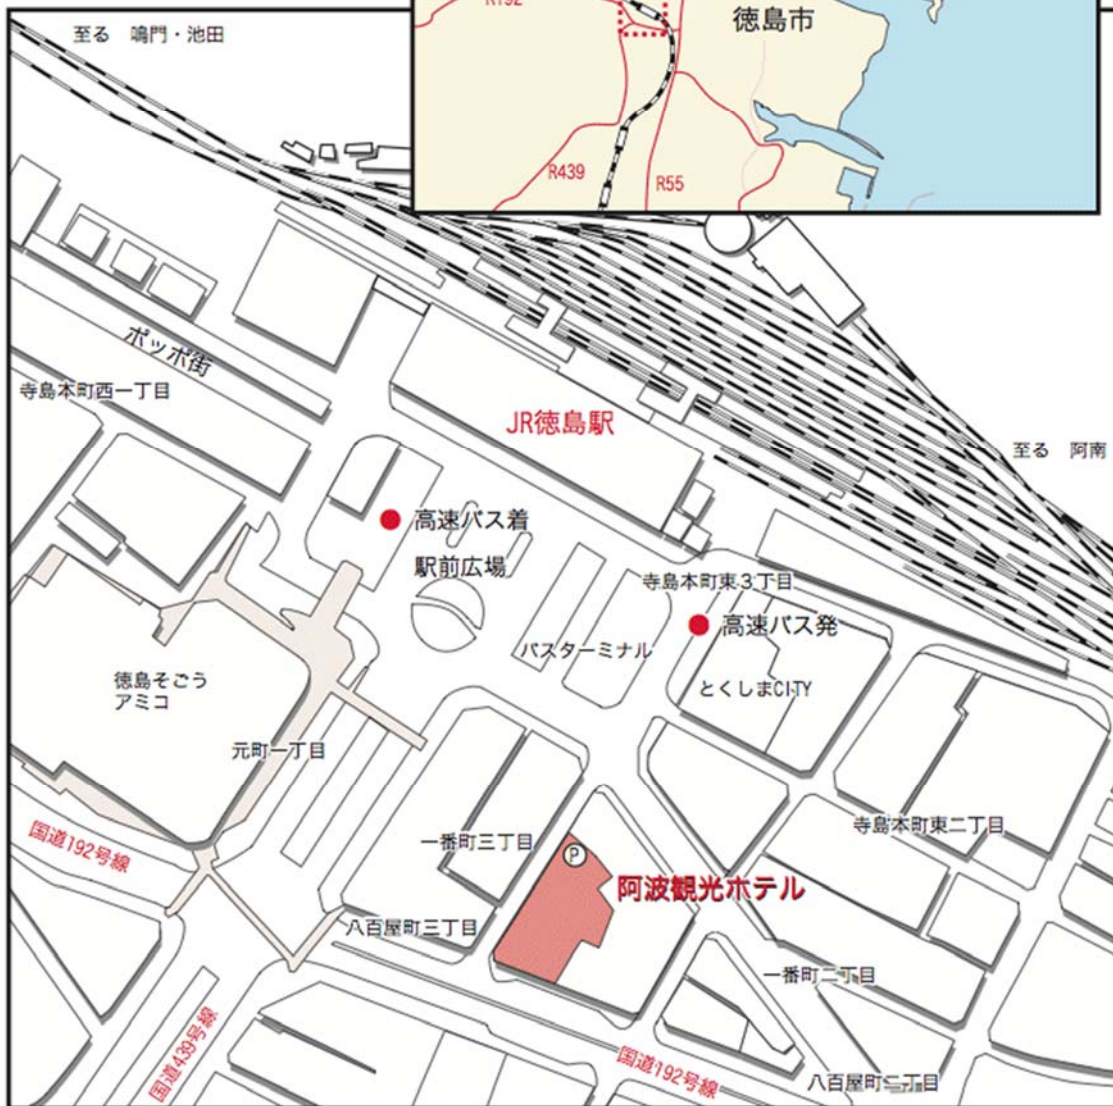 R192
徳島市
至る 鳴門・池田
R439
R55
ポッポ街
寺島本町西一丁目
JR徳島駅
至る 阿南
高速バス着
駅前広場
寺島本町東3丁目
高速バス発
バスターミナル
徳島そごう
アミコ
とくしまCITY
元町一丁目
国道192号線
一番町三丁目
寺島本町東二丁目
P
阿波観光ホテル
八百屋町三丁目
一番町二丁目
国道439号線
国道192号線
八百屋町二丁目